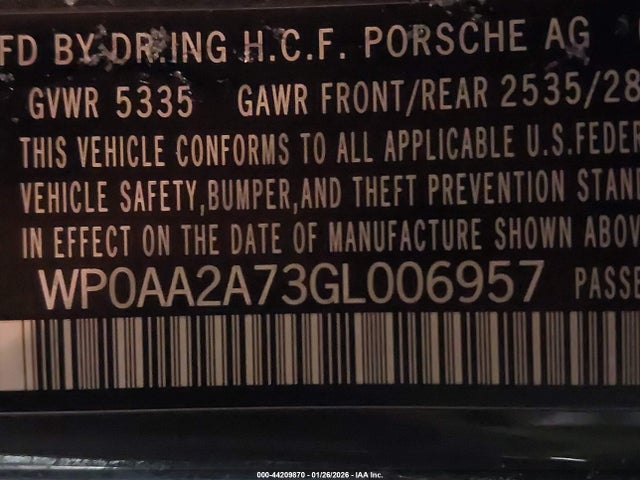 FD BY DR.ING H.C.F. PORSCHE AG
GVWR 5335 GAWR FRONT/REAR 2535/28
THIS VEHICLE CONFORMS TO ALL APPLICABLE U.S.FEDER
VEHICLE SAFETY,BUMPER,AND THEFT PREVENTION STAN
IN EFFECT ON THE DATE OF MANUFACTURE SHOWN ABOV
WP0AA2A73GL006957 PASSE
000-44209870 - 01/26/2026 - IAA Inc.